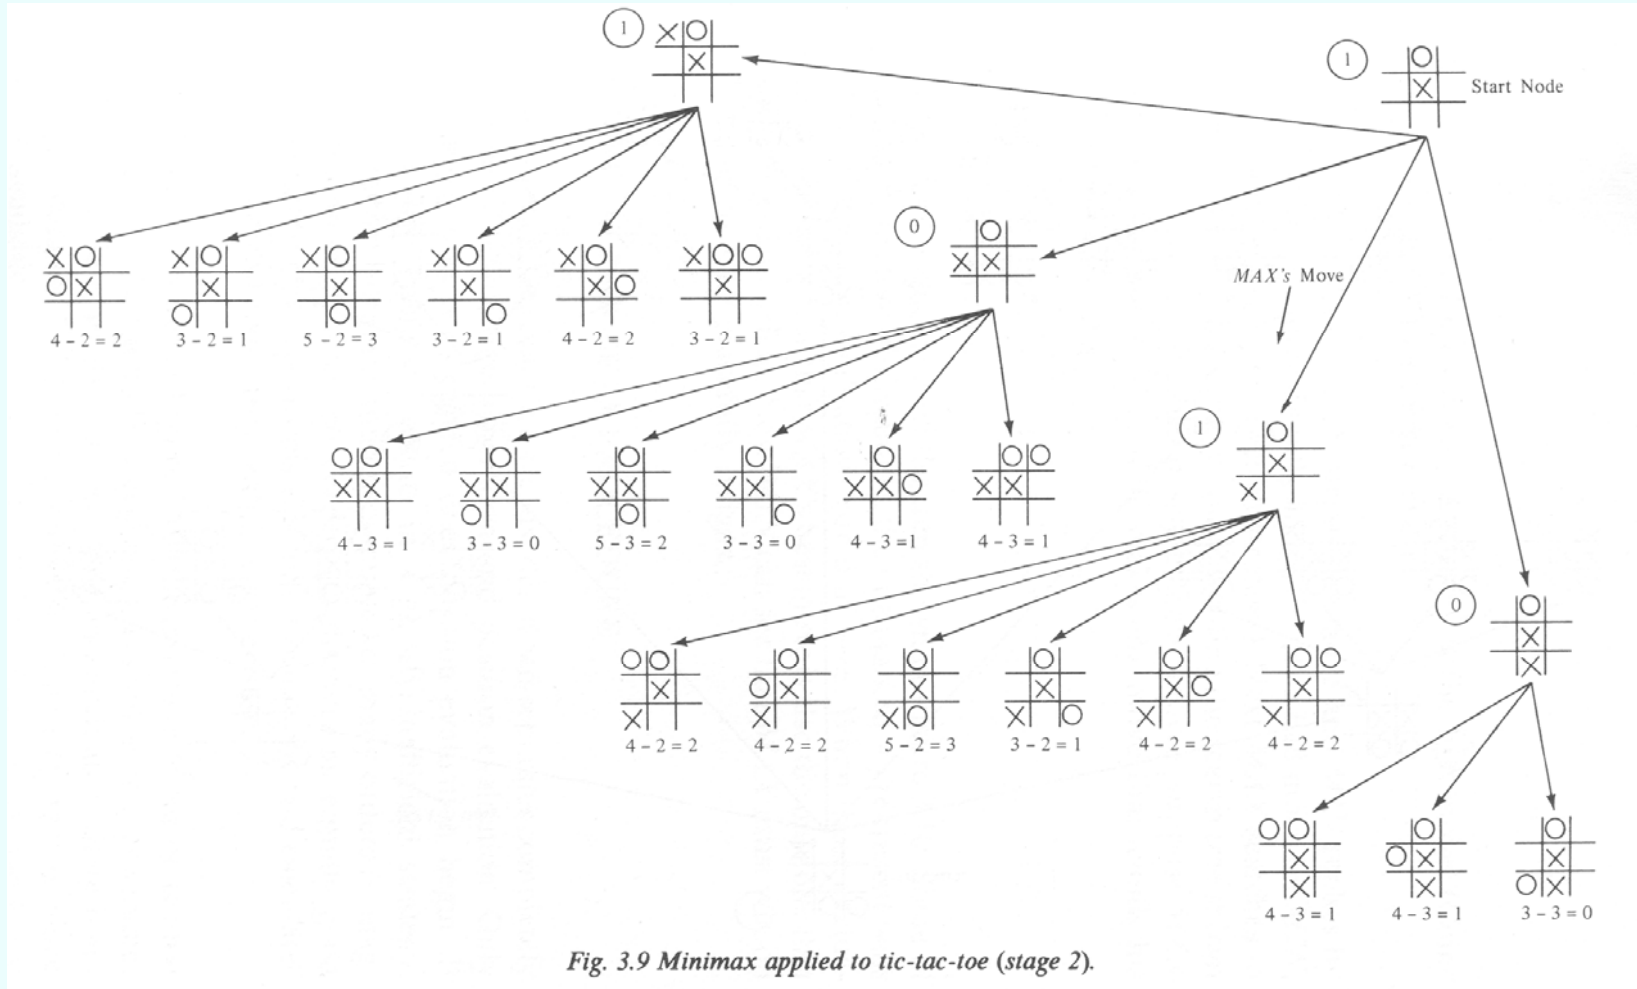 1
1
Start Node
0
MAX's Move
4 - 2 = 2
3 - 2 = 1
5 - 2 = 3
3 - 2 = 1
4 - 2 = 2
3 - 2 = 1
1
4 - 3 = 1
3 - 3 = 0
5 - 3 = 2
3 - 3 = 0
4 - 3 = 1
4 - 3 = 1
0
4 - 2 = 2
4 - 2 = 2
5 - 2 = 3
3 - 2 = 1
4 - 2 = 2
4 - 2 = 2
4 - 3 = 1
4 - 3 = 1
3 - 3 = 0
Fig. 3.9 Minimax applied to tic-tac-toe (stage 2).